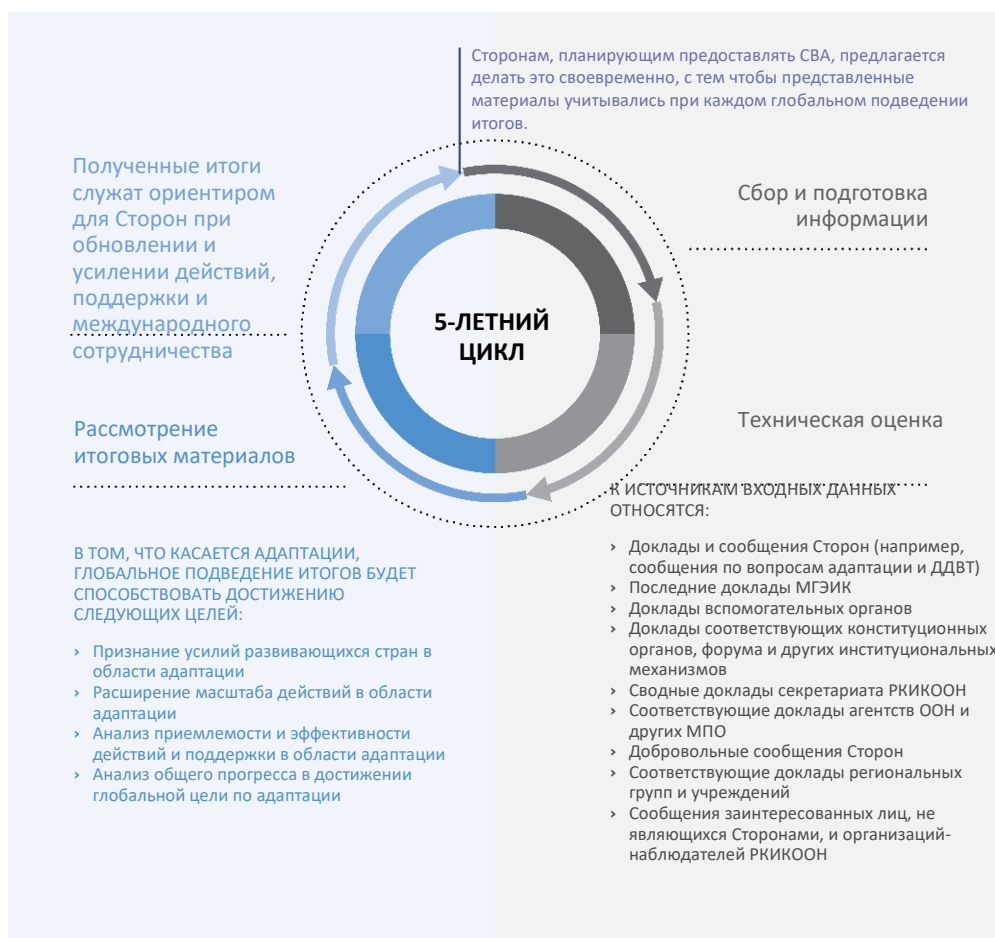 Сторонам, планирующим предоставлять СВА, предлагается
делать это своевременно, с тем чтобы представленные
материалы учитывались при каждом глобальном подведении
итогов.
Полученные итоги
служат ориентиром
для Сторон при
обновлении и
усилении действий,
поддержки и
международного
сотрудничества
Сбор и подготовка
информации
5-ЛЕТНИЙ
ЦИКЛ
Рассмотрение
итоговых материалов
Техническая оценка
В ТОМ, ЧТО КАСАЕТСЯ АДАПТАЦИИ,
ГЛОБАЛЬНОЕ ПОДВЕДЕНИЕ ИТОГОВ БУДЕТ
СПОСОБСТВОВАТЬ ДОСТИЖЕНИЮ
СЛЕДУЮЩИХ ЦЕЛЕЙ:
› Признание усилий развивающихся стран в
области адаптации
› Расширение масштаба действий в области
адаптации
› Анализ приемлемости и эффективности
действий и поддержки в области адаптации
› Анализ общего прогресса в достижении
глобальной цели по адаптации
К ИСТОЧНИКАМ ВХОДНЫХ ДАННЫХ
ОТНОСЯТСЯ:
› Доклады и сообщения Сторон (например,
сообщения по вопросам адаптации и ДДВТ)
› Последние доклады МГЭИК
› Доклады вспомогательных органов
› Доклады соответствующих конституционных
органов, форума и других институциональных
механизмов
› Сводные доклады секретариата РКИКООН
› Соответствующие доклады агентств ООН и
других МПО
› Добровольные сообщения Сторон
› Соответствующие доклады региональных
групп и учреждений
› Сообщения заинтересованных лиц, не
являющихся Сторонами, и организаций-
наблюдателей РКИКООН